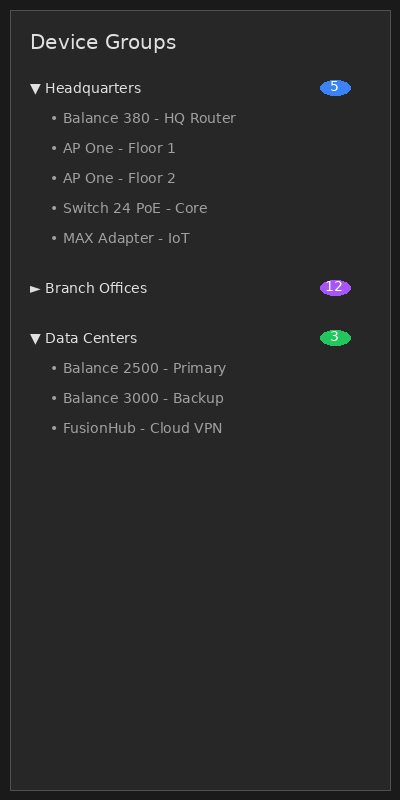 Device Groups
▼ Headquarters 5
• Balance 380 - HQ Router
• AP One - Floor 1
• AP One - Floor 2
• Switch 24 PoE - Core
• MAX Adapter - IoT
► Branch Offices 12
▼ Data Centers 3
• Balance 2500 - Primary
• Balance 3000 - Backup
• FusionHub - Cloud VPN